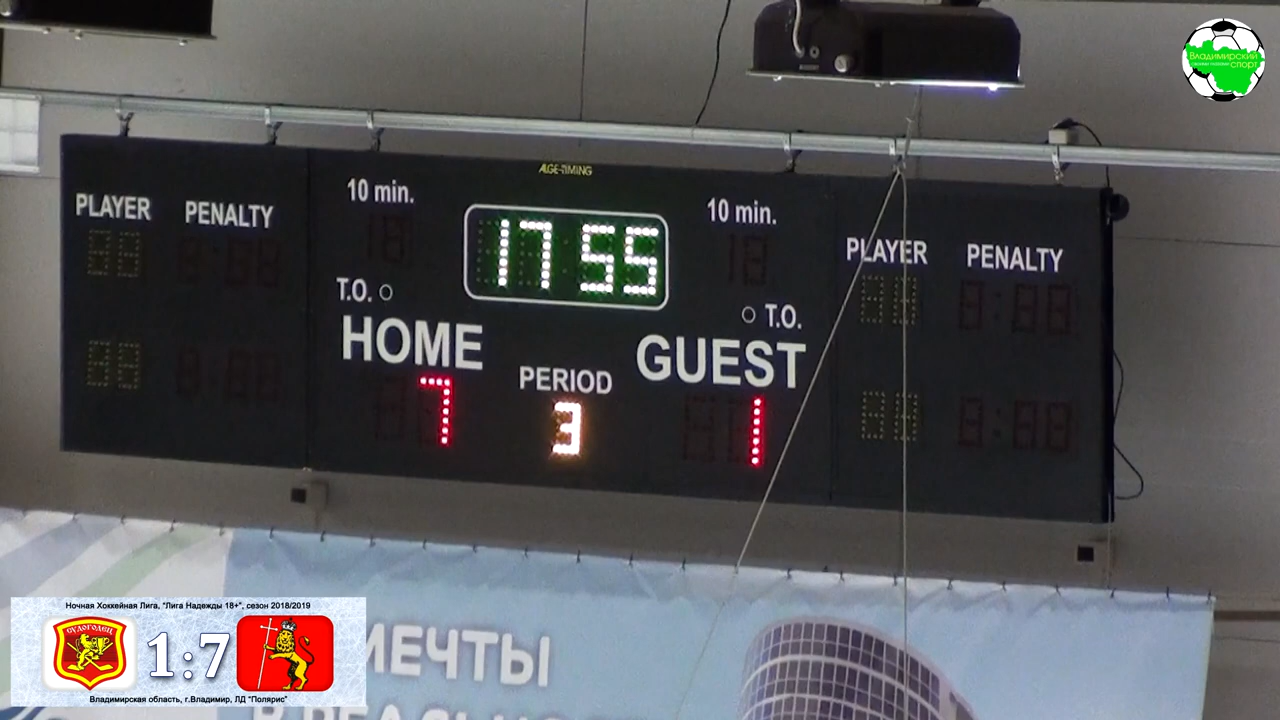 Владимирский
спорт
ALGE-TIMING
10 min.
10 min.
PLAYER
PENALTY
17 55
PLAYER
PENALTY
T.O.
T.O.
HOME
GUEST
PERIOD
7
3
1
Ночная Хоккейная Лига, "Лига Надежды 18+", сезон 2018/2019
СУДОГОДЕЦ
1:7
Владимирская область, г.Владимир, ЛД "Полярис"
МЕЧТЫ